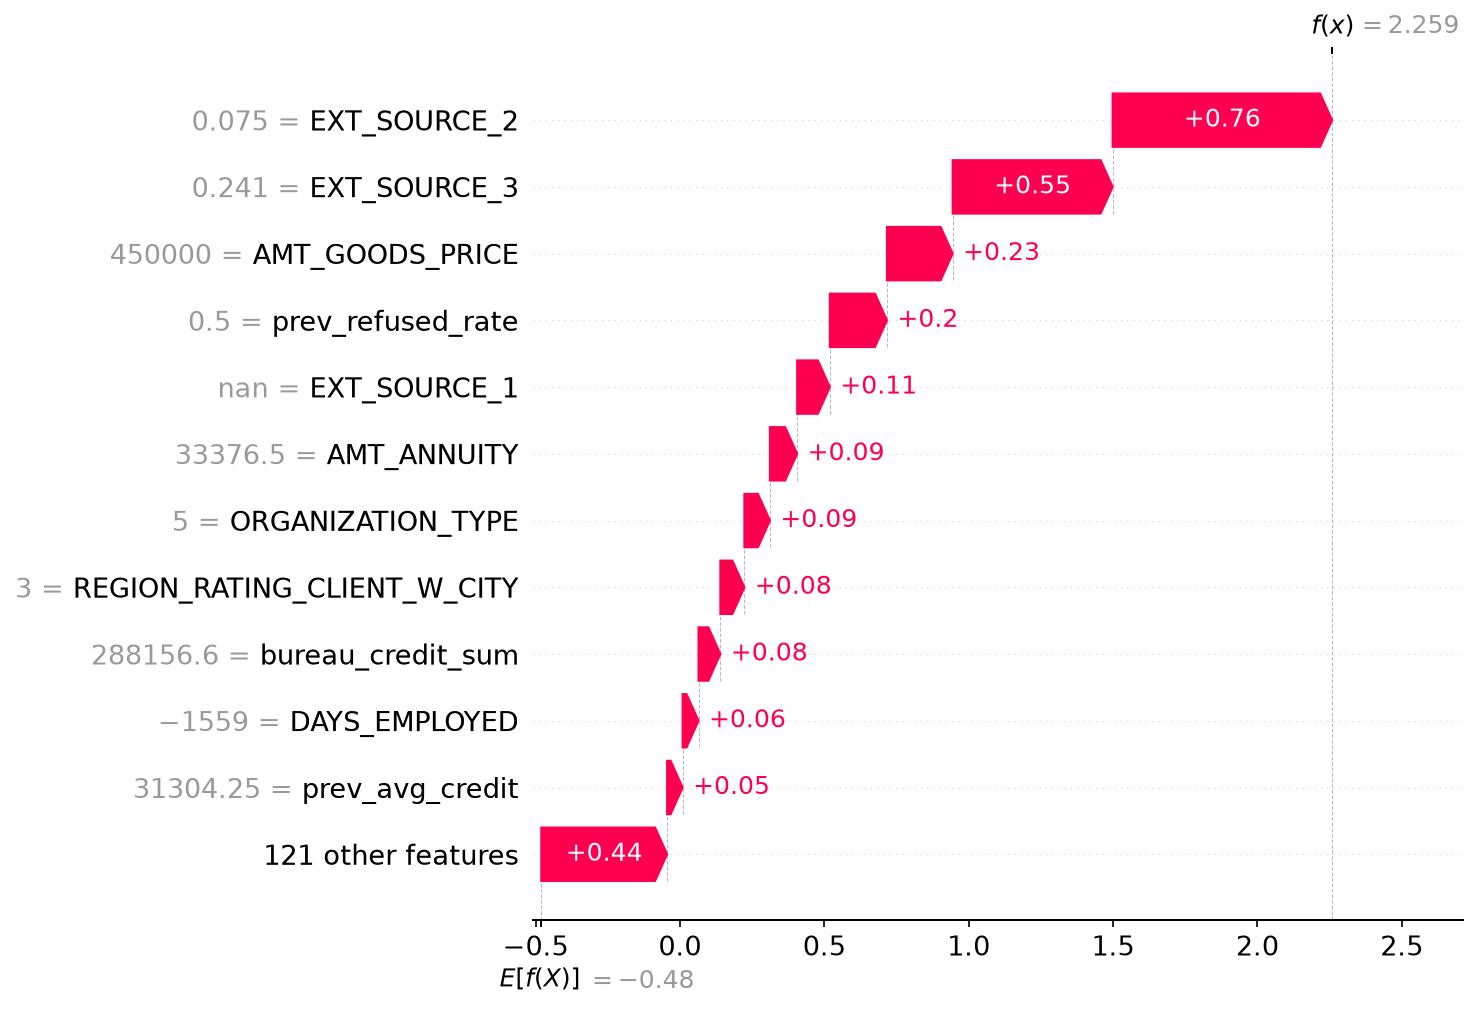 f(x) = 2.259
0.075 = EXT_SOURCE_2 +0.76
0.241 = EXT_SOURCE_3 +0.55
450000 = AMT_GOODS_PRICE +0.23
0.5 = prev_refused_rate +0.2
nan = EXT_SOURCE_1 +0.11
33376.5 = AMT_ANNUITY +0.09
5 = ORGANIZATION_TYPE +0.09
3 = REGION_RATING_CLIENT_W_CITY +0.08
288156.6 = bureau_credit_sum +0.08
−1559 = DAYS_EMPLOYED +0.06
31304.25 = prev_avg_credit +0.05
121 other features +0.44
−0.5 0.0 0.5 1.0 1.5 2.0 2.5
E[f(X)] = −0.48